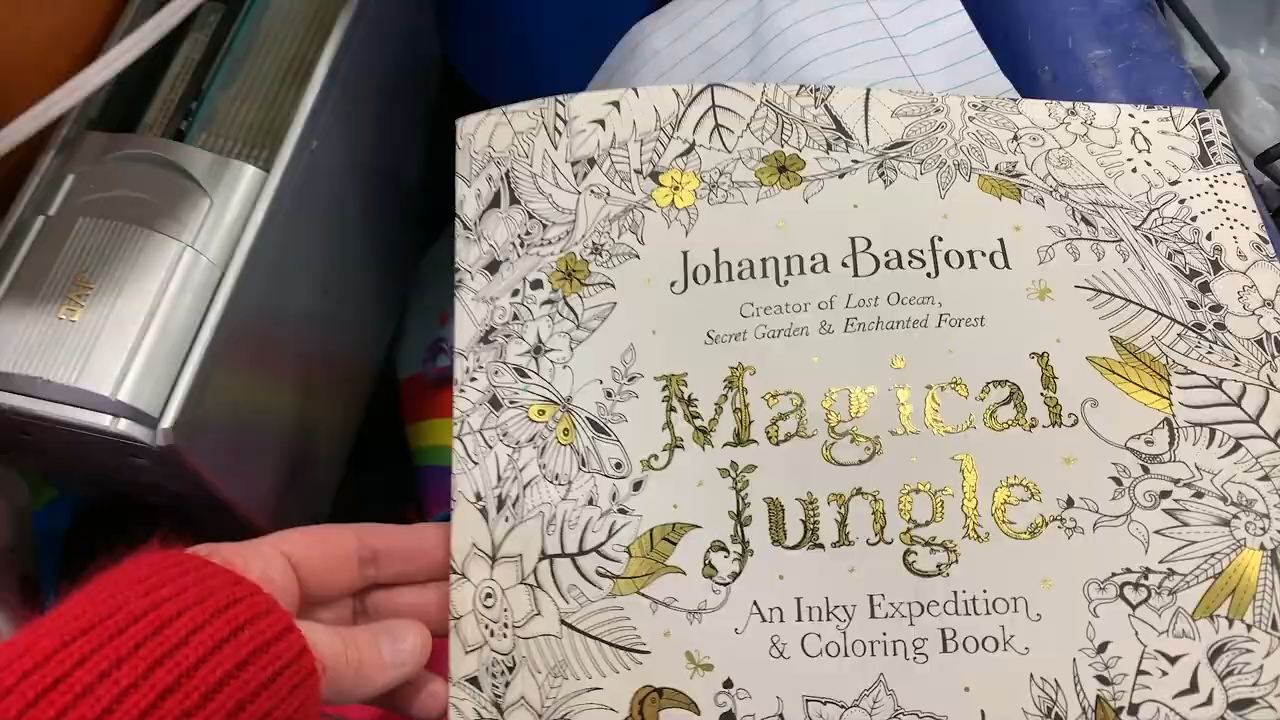 Johanna Basford
Creator of Lost Ocean,
Secret Garden & Enchanted Forest
Magical
Jungle
An Inky Expedition
& Coloring Book